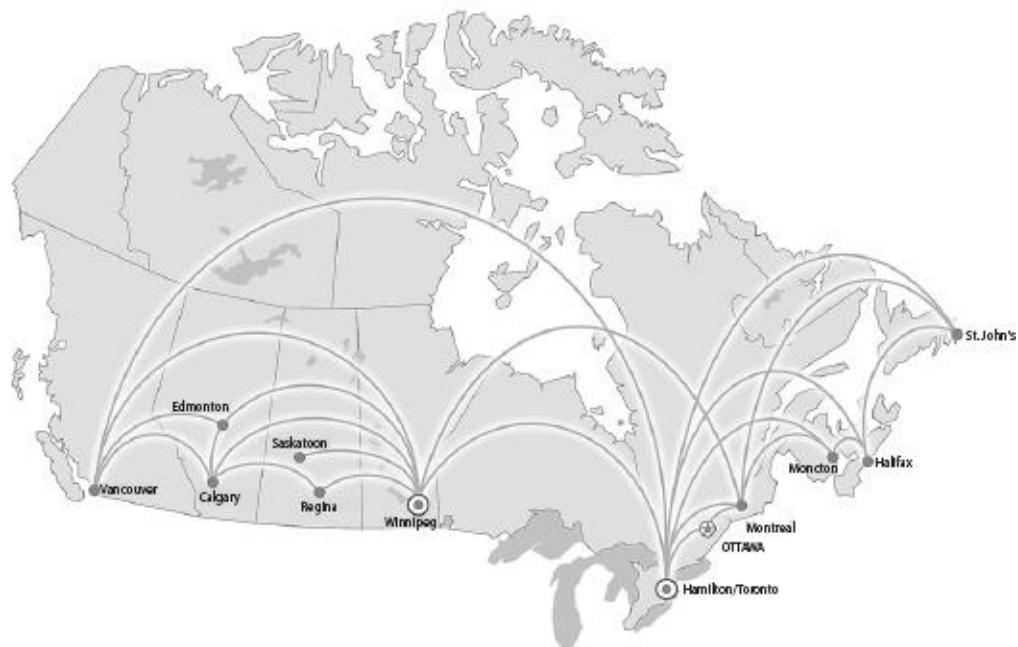 St.John's
Edmonton
Saskatoon
Vancouver
Calgary
Regina
Winnipeg
Moncton
Halifax
Montreal
OTTAWA
Hamilton/Toronto